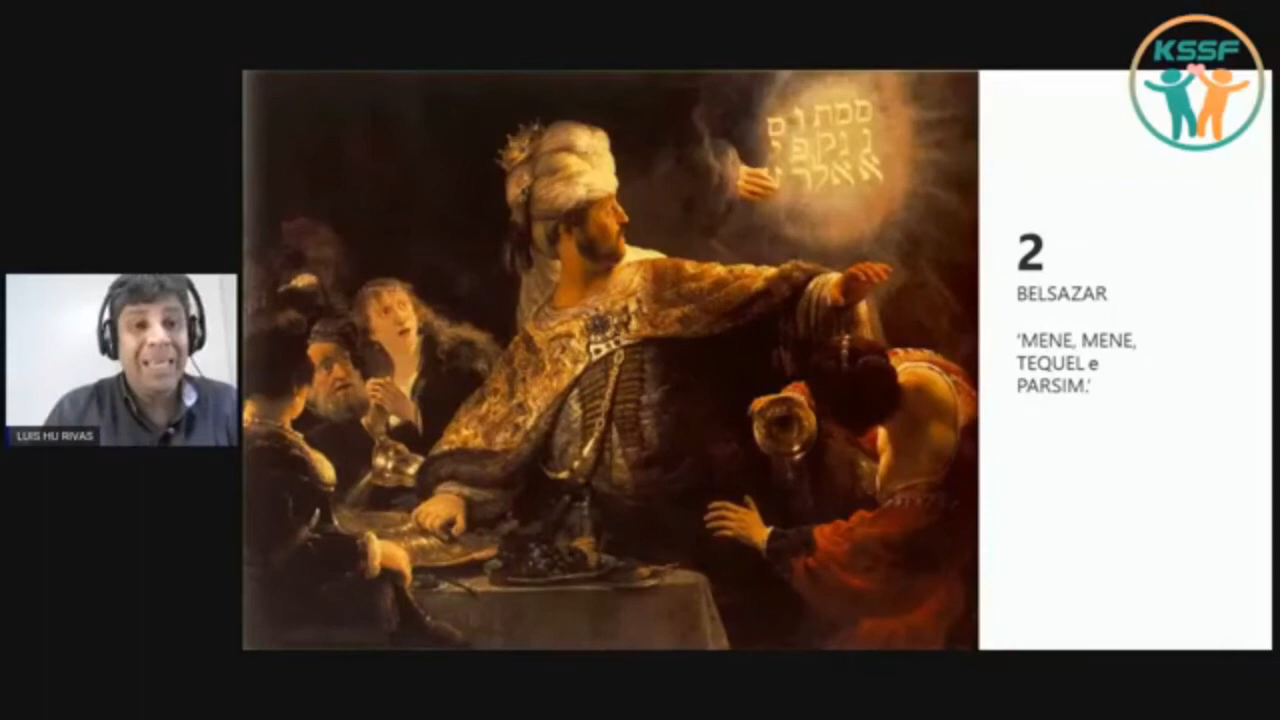 KSSF
2
BELSAZAR
'MENE, MENE,
TEQUEL e
PARSIM.'
LUIS HU RIVAS